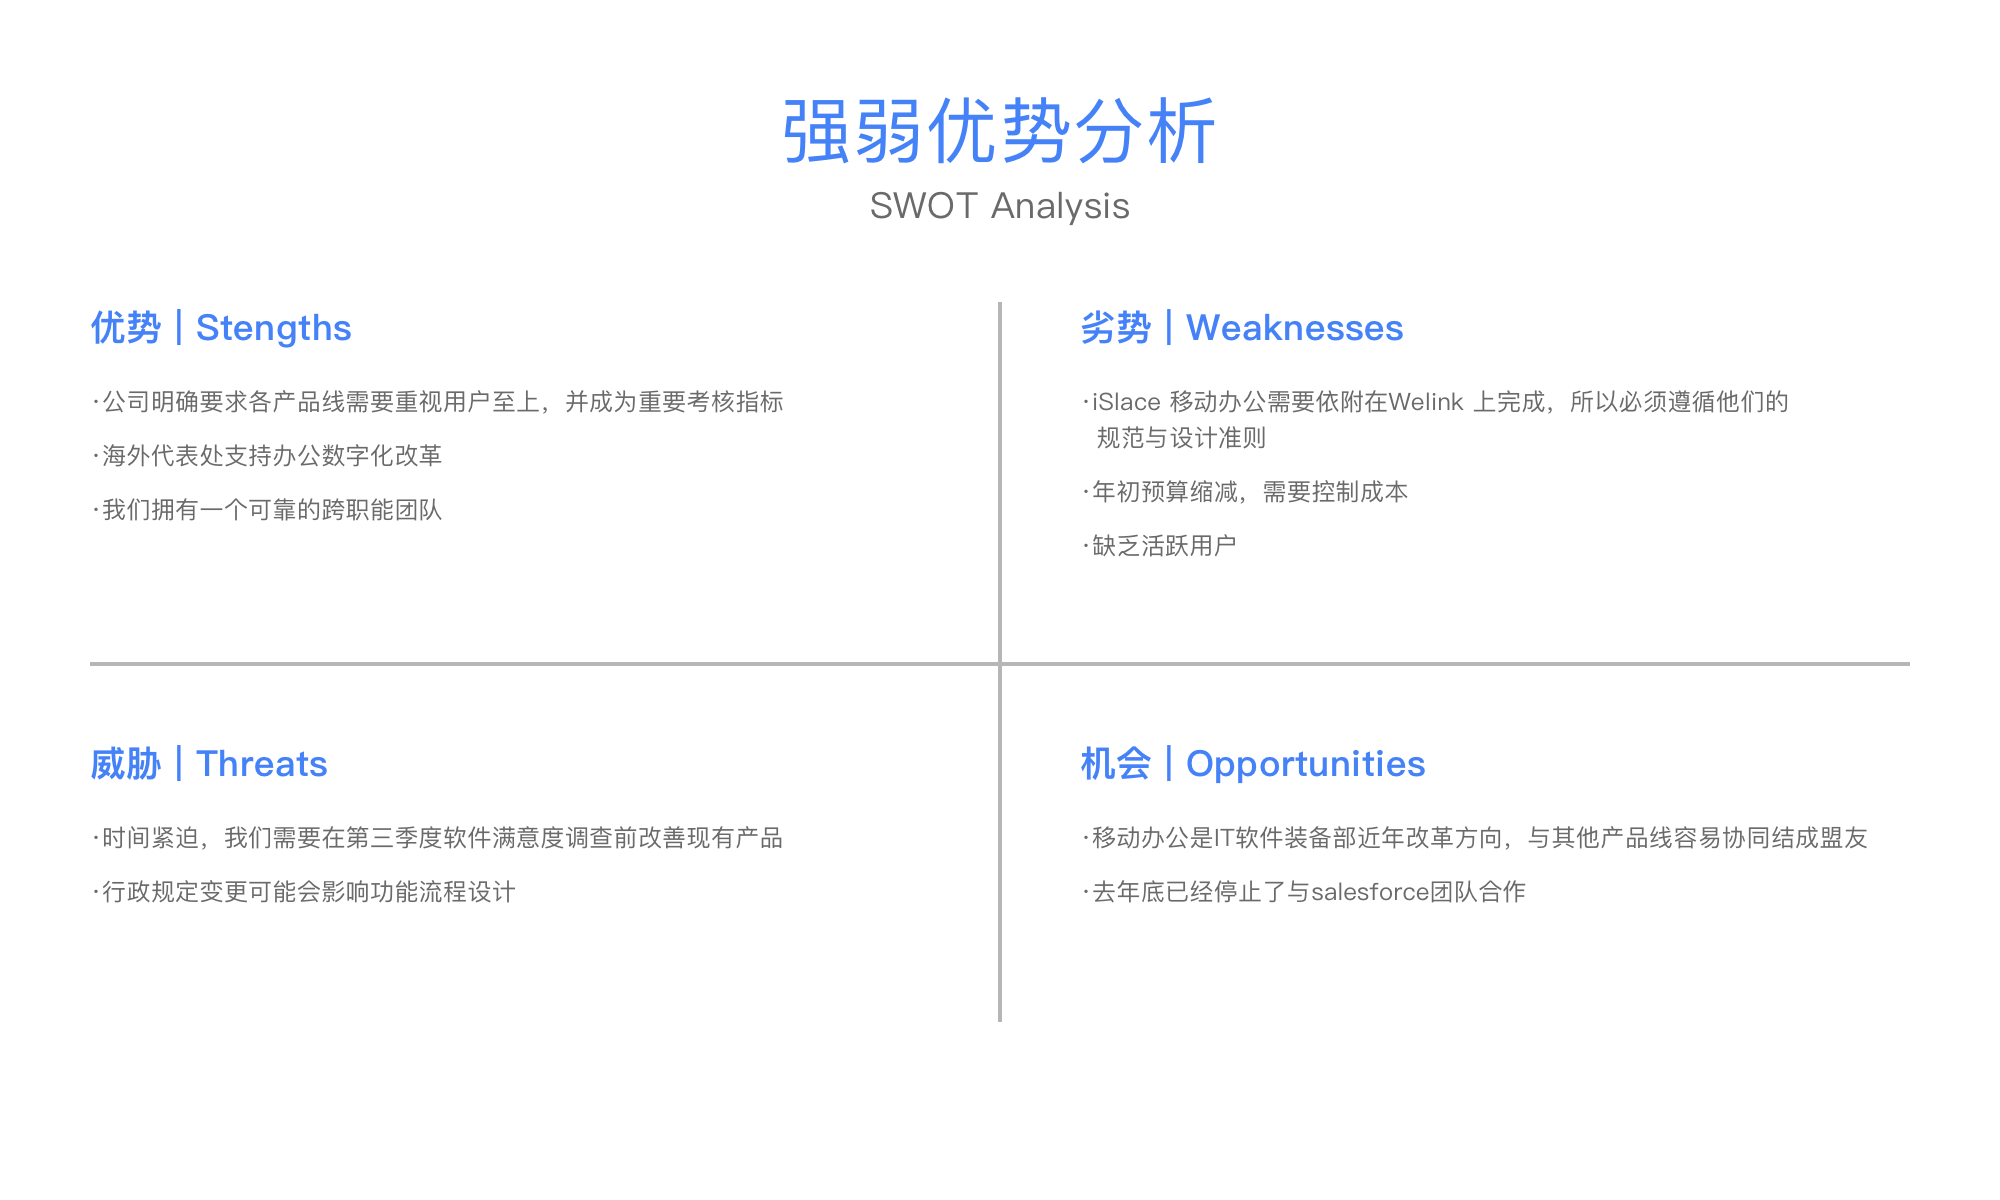 强弱优势分析
SWOT Analysis
优势 | Stengths
·公司明确要求各产品线需要重视用户至上，并成为重要考核指标
·海外代表处支持办公数字化改革
·我们拥有一个可靠的跨职能团队
劣势 | Weaknesses
·iSlace 移动办公需要依附在Welink 上完成，所以必须遵循他们的
规范与设计准则
·年初预算缩减，需要控制成本
·缺乏活跃用户
威胁 | Threats
·时间紧迫，我们需要在第三季度软件满意度调查前改善现有产品
·行政规定变更可能会影响功能流程设计
机会 | Opportunities
·移动办公是IT软件装备部近年改革方向，与其他产品线容易协同结成盟友
·去年底已经停止了与salesforce团队合作